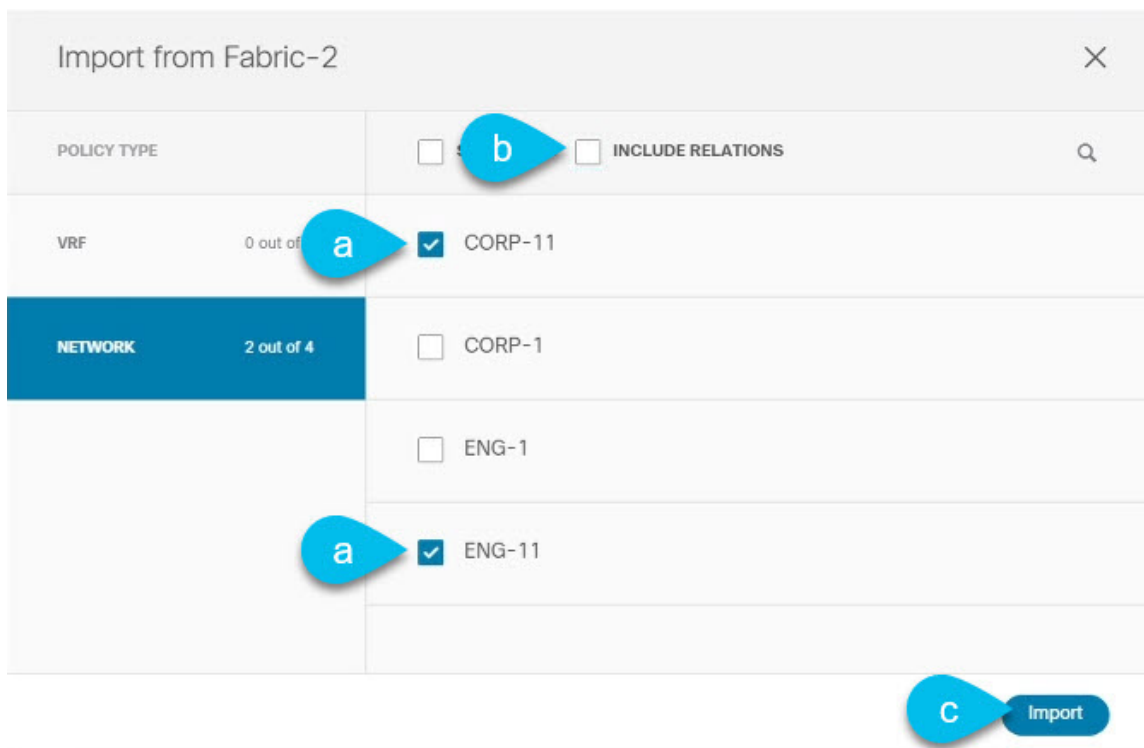 Import from Fabric-2
POLICY TYPE
b
INCLUDE RELATIONS
VRF
0 out of
a
CORP-11
NETWORK
2 out of 4
CORP-1
ENG-1
a
ENG-11
c
Import